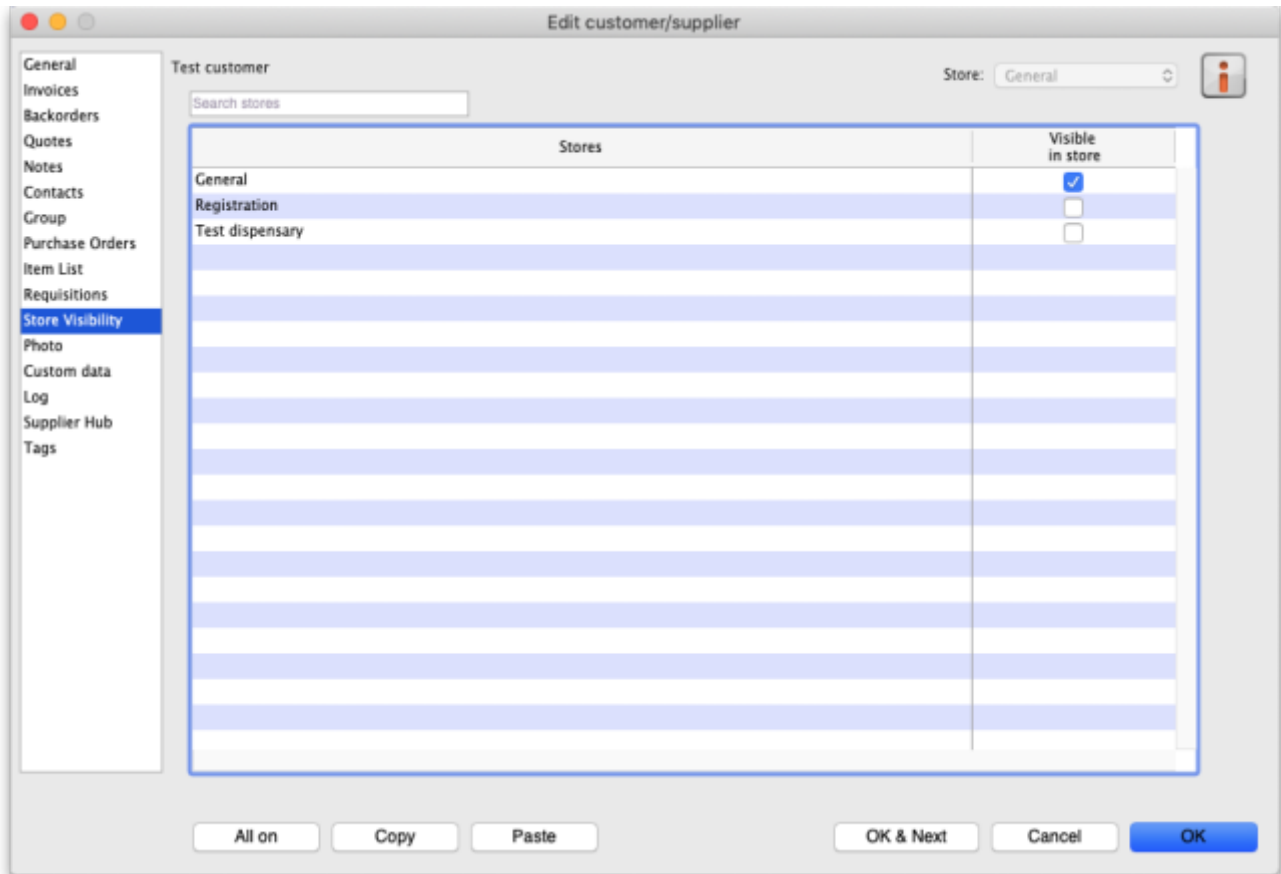 Edit customer/supplier
General
Invoices
Backorders
Quotes
Notes
Contacts
Group
Purchase Orders
Item List
Requisitions
Store Visibility
Photo
Custom data
Log
Supplier Hub
Tags
Test customer
Store: General
Search stores
Stores
Visible
in store
General
Registration
Test dispensary
All on
Copy
Paste
OK & Next
Cancel
OK